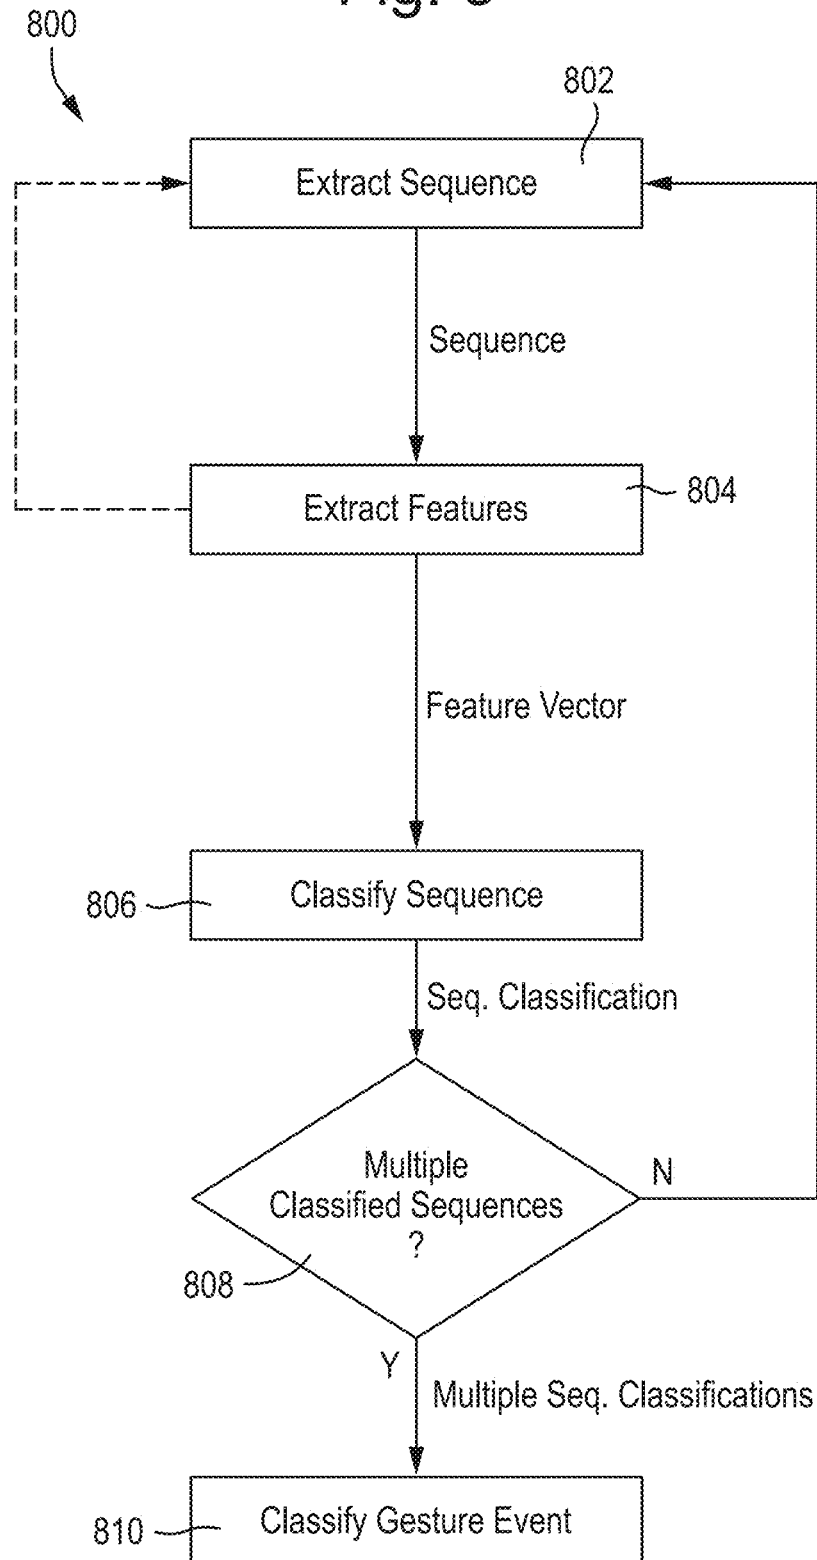 800
802
Extract Sequence
Sequence
Extract Features
804
Feature Vector
806
Classify Sequence
Seq. Classification
Multiple
Classified Sequences
?
N
808
Y
Multiple Seq. Classifications
810
Classify Gesture Event